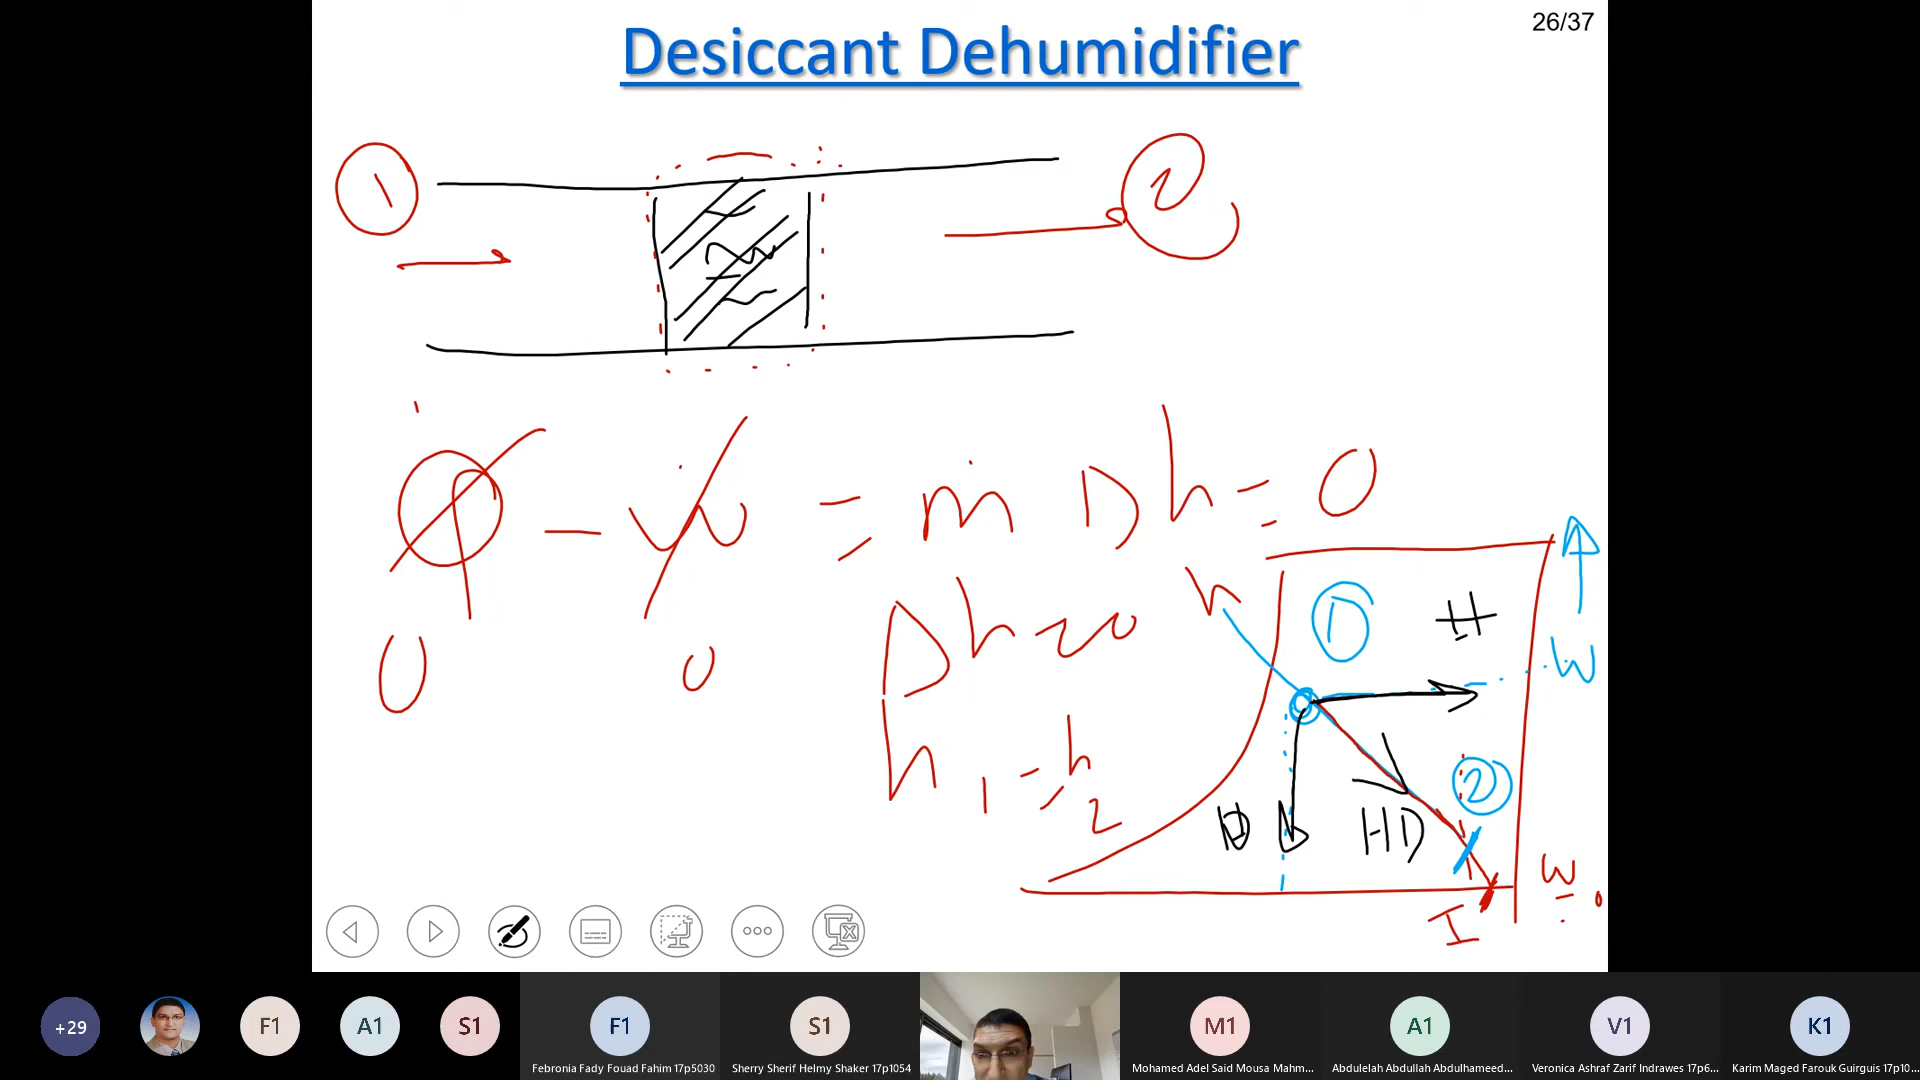 26/37
Desiccant Dehumidifier
1
2
Q - W = m Δh = 0
0
0
Δh = 0
h1 = h2
h
1
H
W
2
D
HD
W
T
+29
F1
A1
S1
F1
S1
M1
A1
V1
K1
Febronia Fady Fouad Fahim 17p5030
Sherry Sherif Helmy Shaker 17p1054
Mohamed Adel Said Mousa Mahm...
Abdulelah Abdullah Abdulhameed...
Veronica Ashraf Zarif Indrawes 17p6...
Karim Maged Farouk Guirguis 17p10...